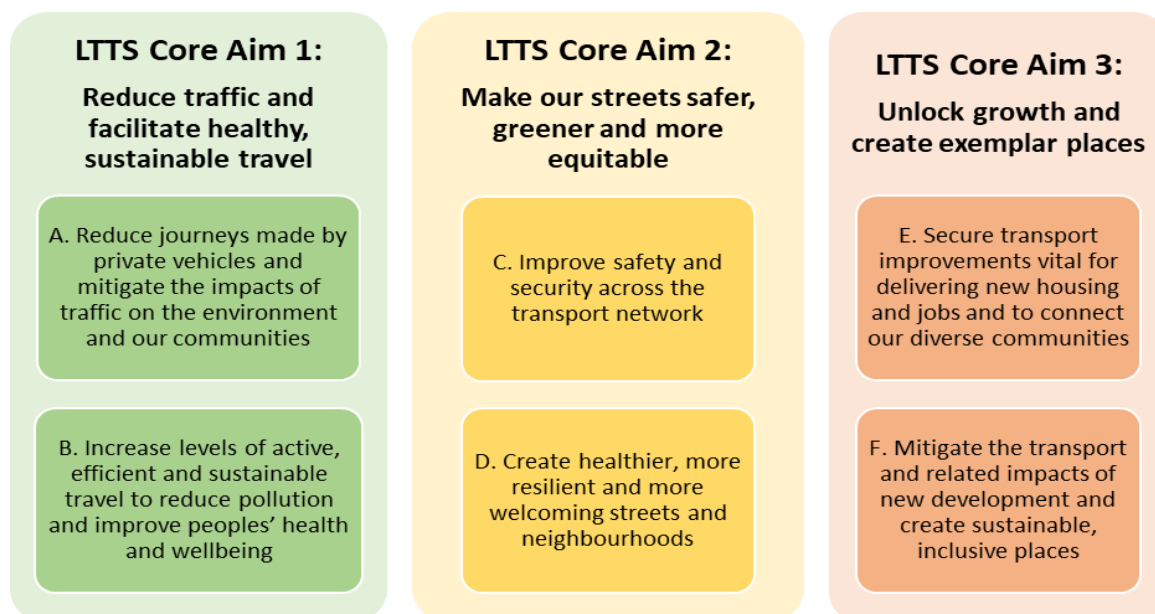 LTTS Core Aim 1:
Reduce traffic and
facilitate healthy,
sustainable travel
A. Reduce journeys made by
private vehicles and
mitigate the impacts of
traffic on the environment
and our communities
B. Increase levels of active,
efficient and sustainable
travel to reduce pollution
and improve peoples’ health
and wellbeing
LTTS Core Aim 2:
Make our streets safer,
greener and more
equitable
C. Improve safety and
security across the
transport network
D. Create healthier, more
resilient and more
welcoming streets and
neighbourhoods
LTTS Core Aim 3:
Unlock growth and
create exemplar places
E. Secure transport
improvements vital for
delivering new housing
and jobs and to connect
our diverse communities
F. Mitigate the transport
and related impacts of
new development and
create sustainable,
inclusive places